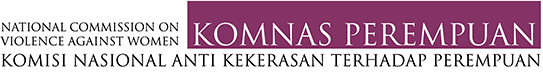 NATIONAL COMMISSION ON
VIOLENCE AGAINST WOMEN
KOMNAS PEREMPUAN
KOMISI NASIONAL ANTI KEKERASAN TERHADAP PEREMPUAN